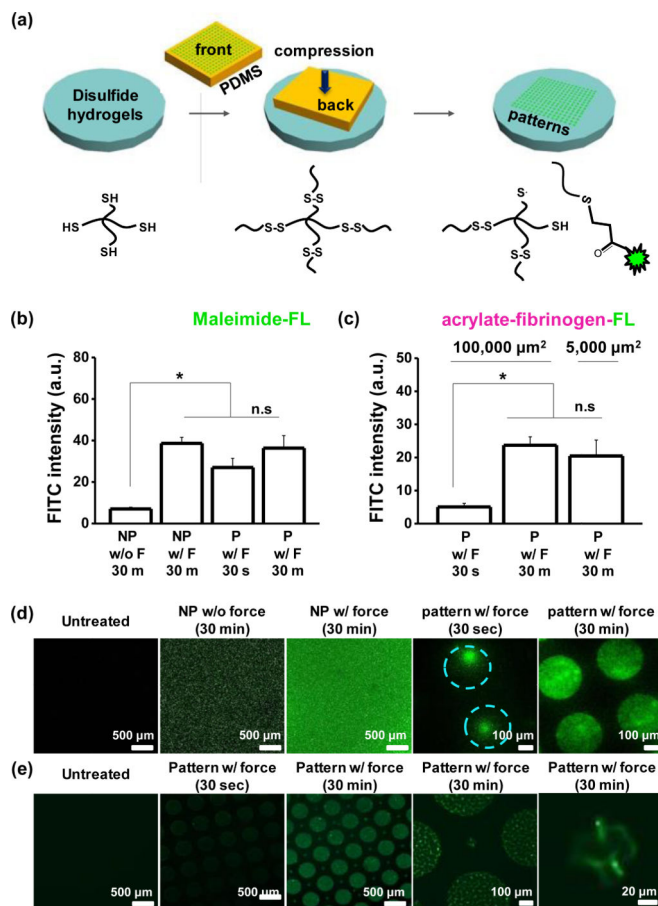 (a)
front
PDMS
compression
back
Disulfide
hydrogels
patterns
SH
HS
SH
SH
S-S
S-S
S-S
S-S
S·
S-S
SH
S-S
S
O
(b)
Maleimide-FL
FITC intensity (a.u.)
80
60
40
20
0
*
n.s
NP NP P P
w/o F w/ F w/ F w/ F
30 m 30 m 30 s 30 m
(c)
acrylate-fibrinogen-FL
100,000 µm² 5,000 µm²
FITC intensity (a.u.)
50
40
30
20
10
0
*
n.s
P P P
w/ F w/ F w/ F
30 s 30 m 30 m
(d)
Untreated
NP w/o force
(30 min)
NP w/ force
(30 min)
pattern w/ force
(30 sec)
pattern w/ force
(30 min)
500 µm
500 µm
500 µm
100 µm
100 µm
(e)
Untreated
Pattern w/ force
(30 sec)
Pattern w/ force
(30 min)
Pattern w/ force
(30 min)
Pattern w/ force
(30 min)
500 µm
500 µm
500 µm
100 µm
20 µm